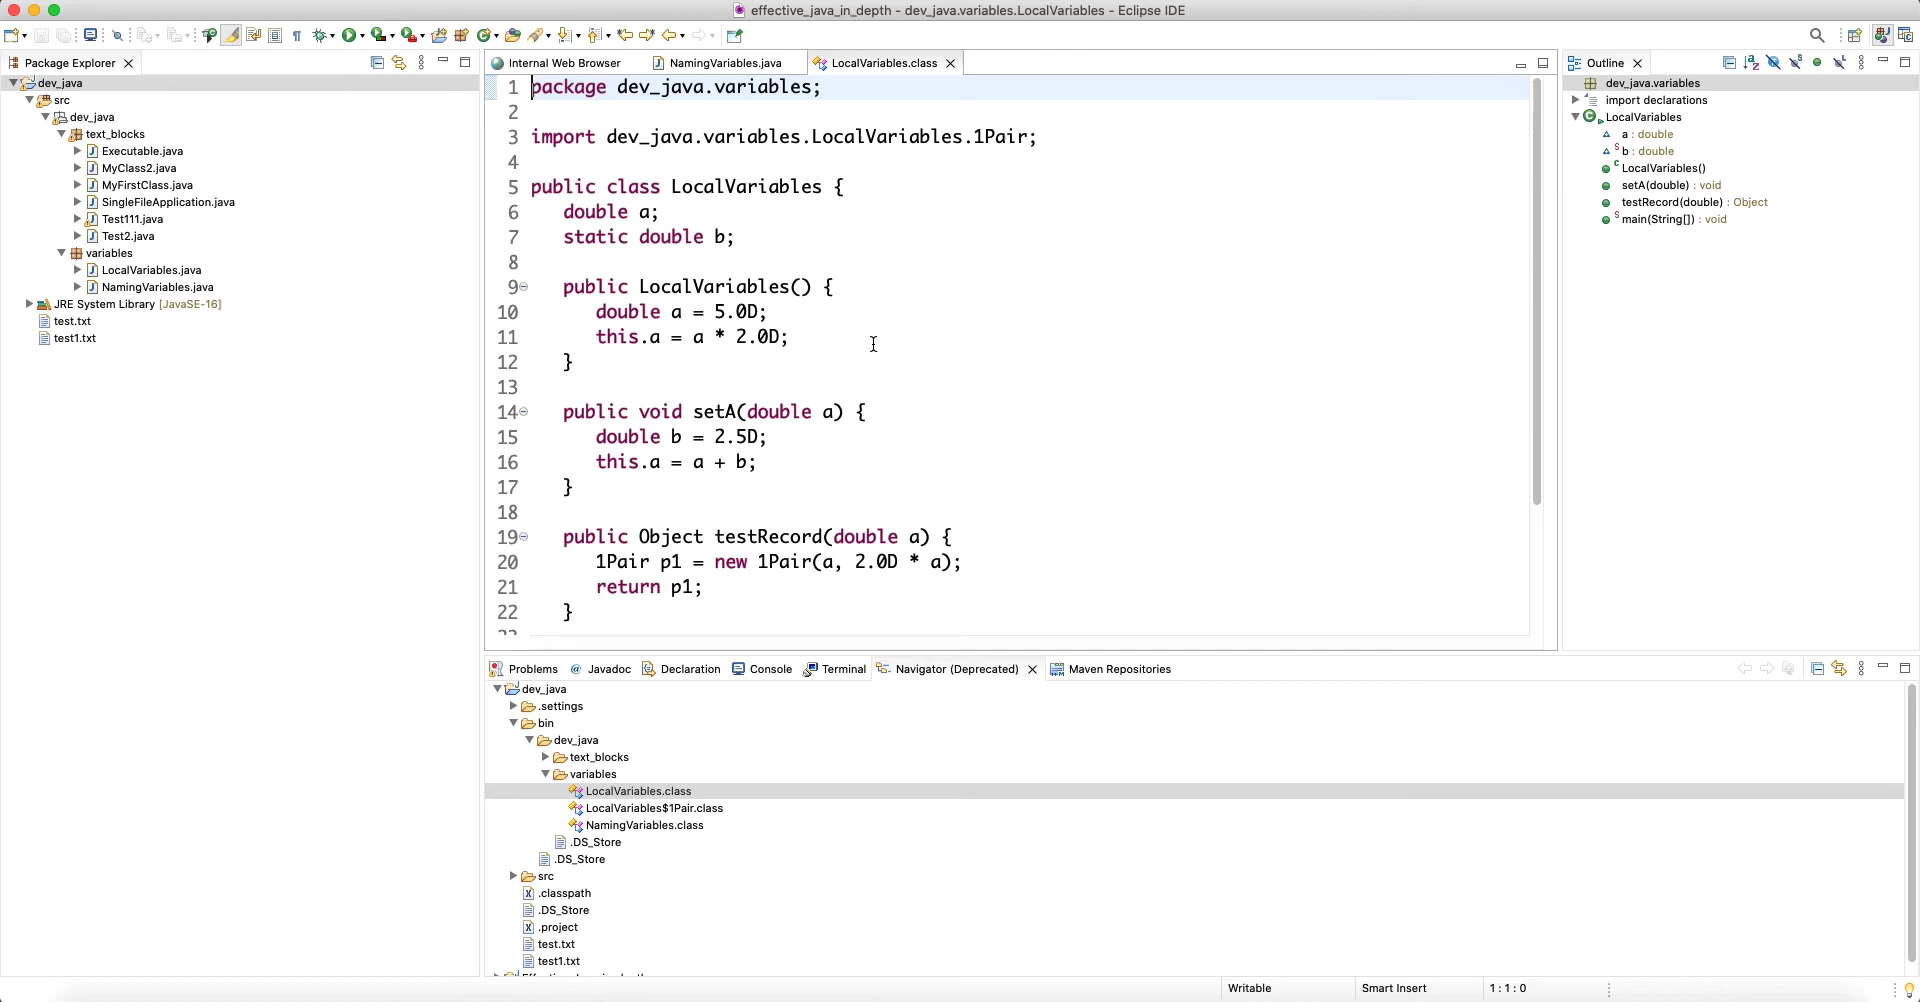 effective_java_in_depth - dev_java.variables.LocalVariables - Eclipse IDE
Package Explorer
dev_java
src
dev_java
text_blocks
Executable.java
MyClass2.java
MyFirstClass.java
SingleFileApplication.java
Test111.java
Test2.java
variables
LocalVariables.java
NamingVariables.java
JRE System Library [JavaSE-16]
test.txt
test1.txt
Internal Web Browser
NamingVariables.java
LocalVariables.class
1 package dev_java.variables;
2
3 import dev_java.variables.LocalVariables.1Pair;
4
5 public class LocalVariables {
6 double a;
7 static double b;
8
9 public LocalVariables() {
10 double a = 5.0D;
11 this.a = a * 2.0D;
12 }
13
14 public void setA(double a) {
15 double b = 2.5D;
16 this.a = a + b;
17 }
18
19 public Object testRecord(double a) {
20 1Pair p1 = new 1Pair(a, 2.0D * a);
21 return p1;
22 }
Outline
dev_java.variables
import declarations
LocalVariables
a : double
S b : double
C LocalVariables()
setA(double) : void
testRecord(double) : Object
S main(String[]) : void
Problems
@ Javadoc
Declaration
Console
Terminal
Navigator (Deprecated)
Maven Repositories
dev_java
.settings
bin
dev_java
text_blocks
variables
LocalVariables.class
LocalVariables$1Pair.class
NamingVariables.class
.DS_Store
.DS_Store
src
.classpath
.DS_Store
.project
test.txt
test1.txt
Writable
Smart Insert
1 : 1 : 0